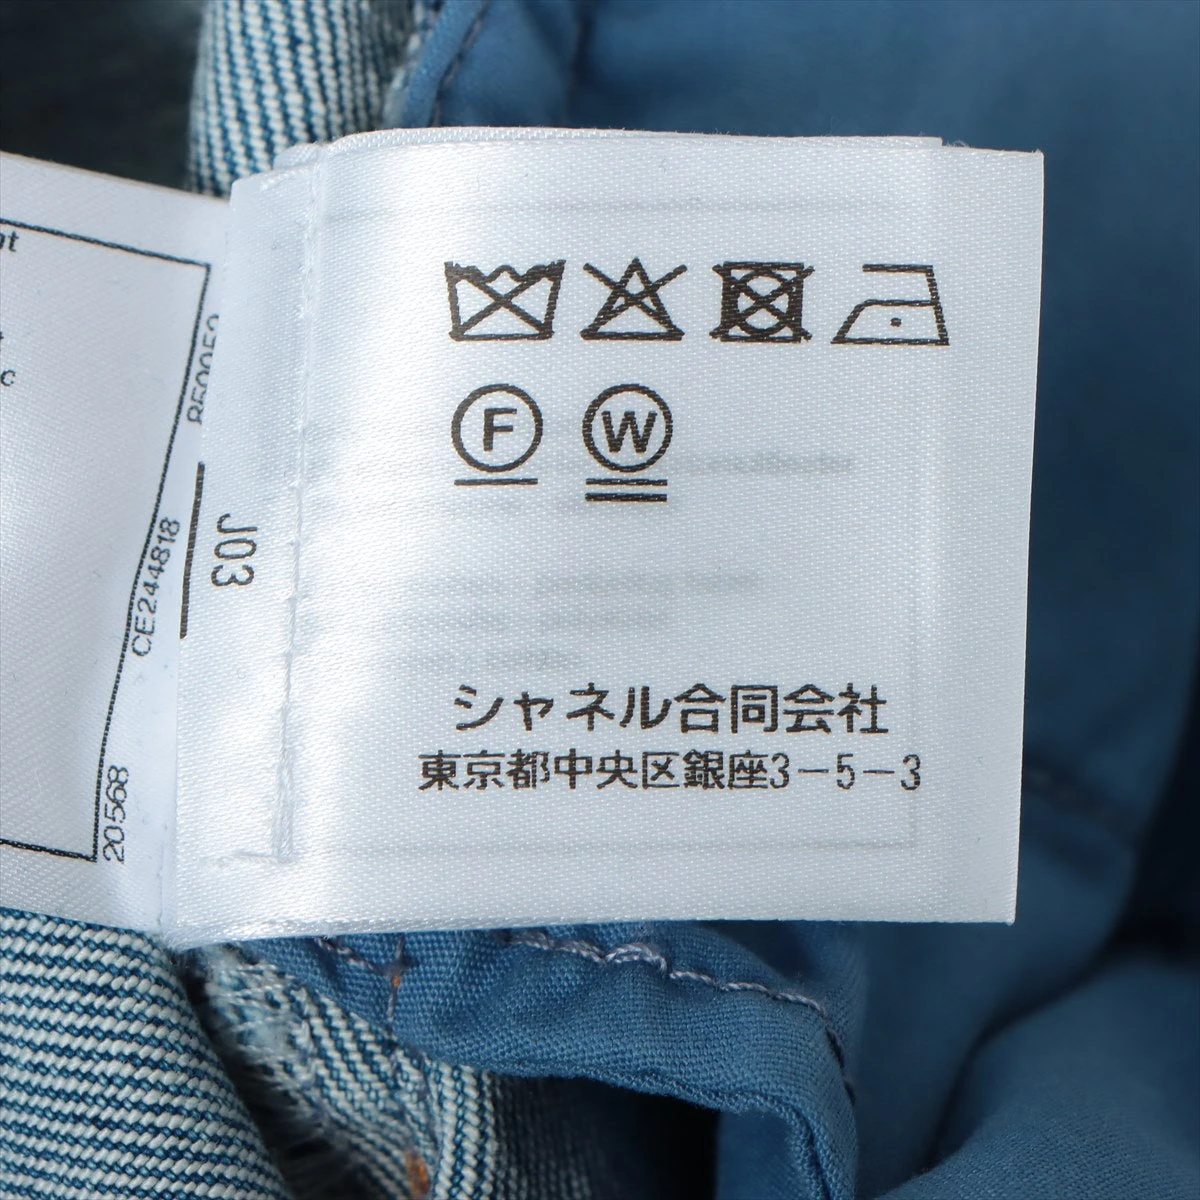 nt
c
CE244818
20568
J03
F W
シャネル合同会社
東京都中央区銀座3-5-3